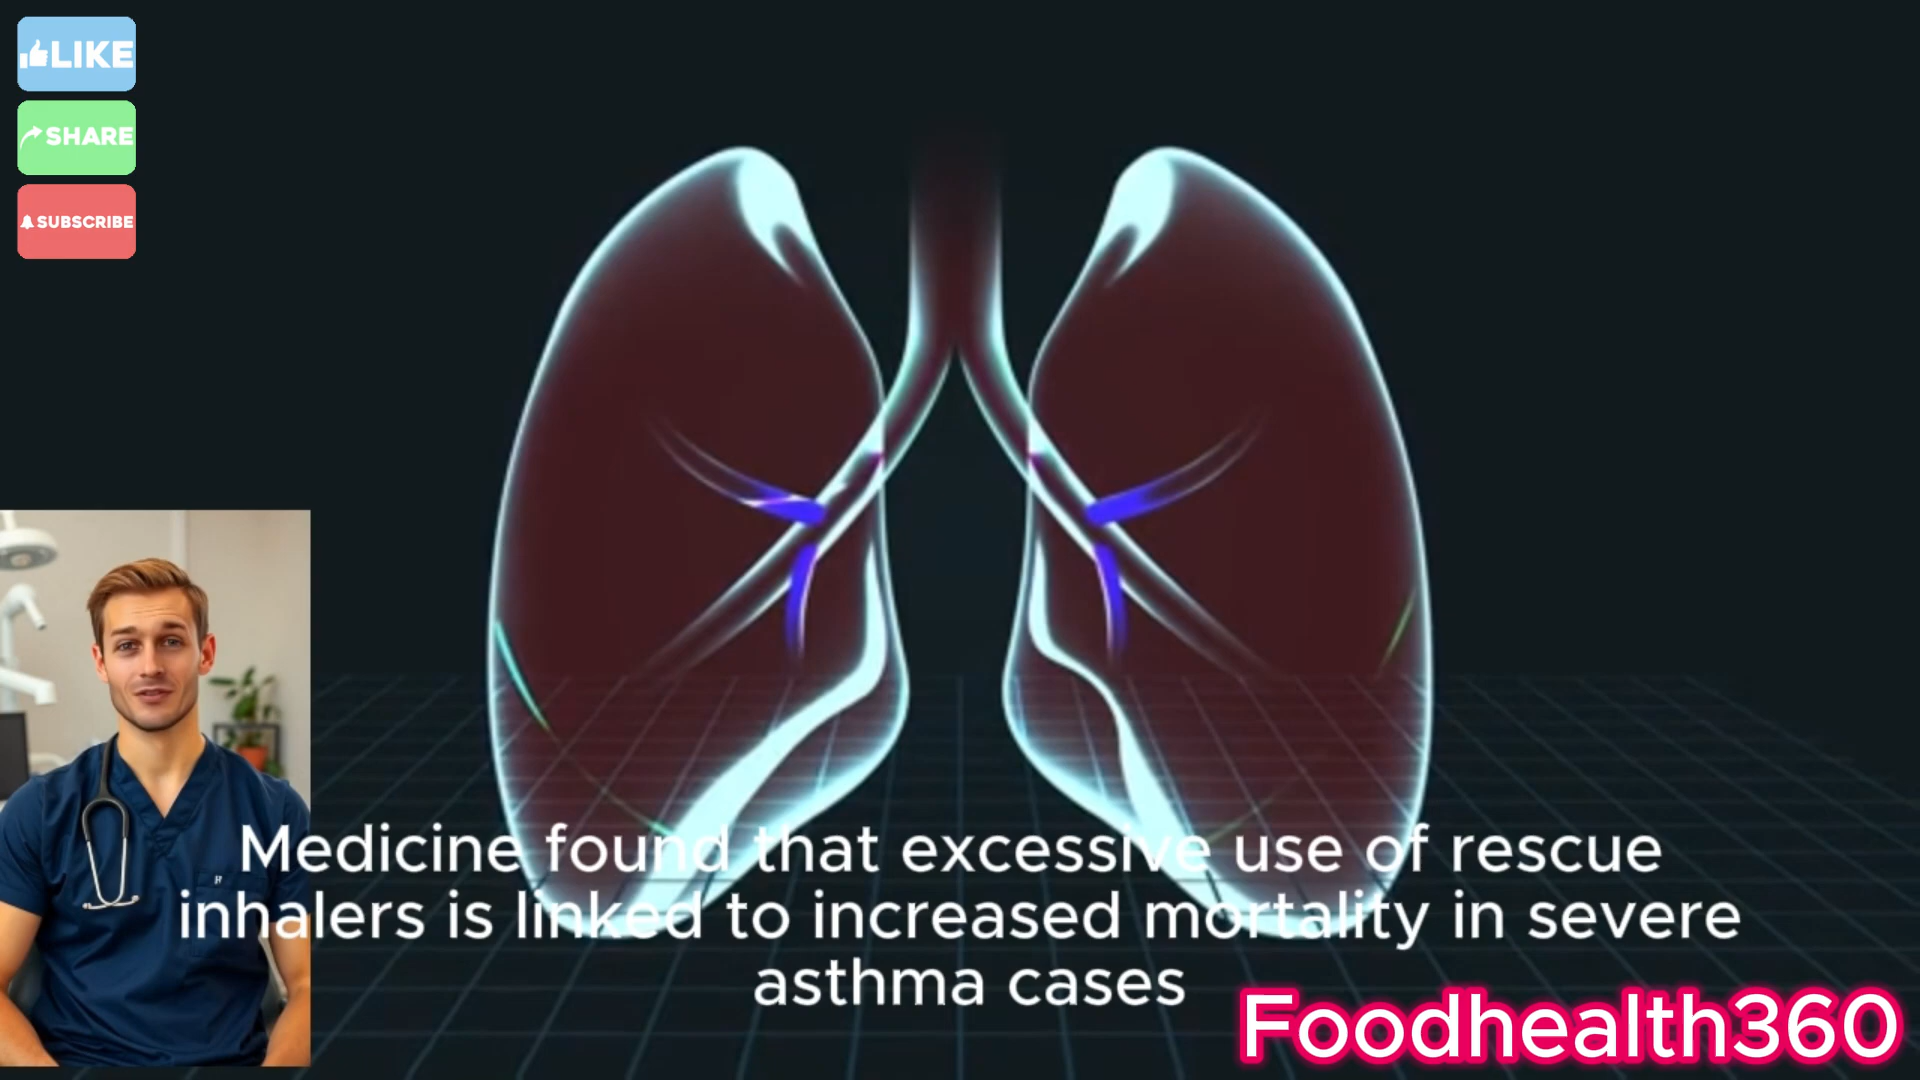 LIKE
SHARE
SUBSCRIBE
Medicine found that excessive use of rescue
inhalers is linked to increased mortality in severe
asthma cases
Foodhealth360